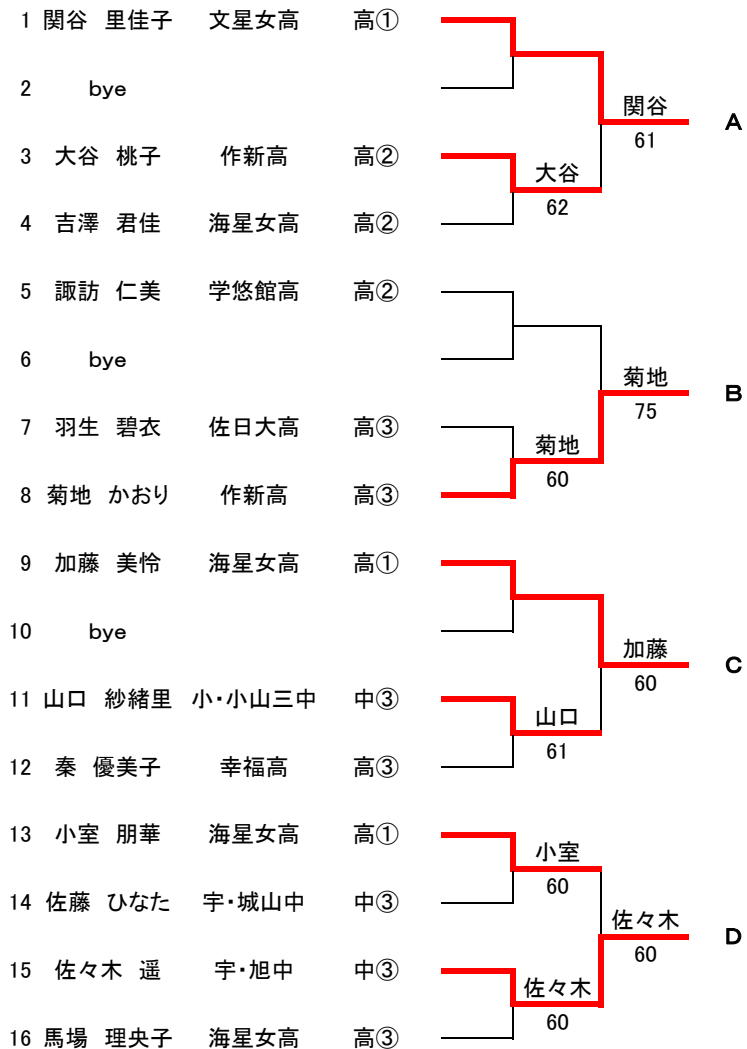 1 関谷 里佳子 文星女高 高①
2 bye
関谷
A
61
3 大谷 桃子 作新高 高②
大谷
62
4 吉澤 君佳 海星女高 高②
5 諏訪 仁美 学悠館高 高②
6 bye
菊地
B
75
7 羽生 碧衣 佐日大高 高③
菊地
60
8 菊地 かおり 作新高 高③
9 加藤 美怜 海星女高 高①
10 bye
加藤
C
60
11 山口 紗緒里 小・小山三中 中③
山口
61
12 秦 優美子 幸福高 高③
13 小室 朋華 海星女高 高①
小室
60
14 佐藤 ひなた 宇・城山中 中③
佐々木
D
60
15 佐々木 遥 宇・旭中 中③
佐々木
60
16 馬場 理央子 海星女高 高③